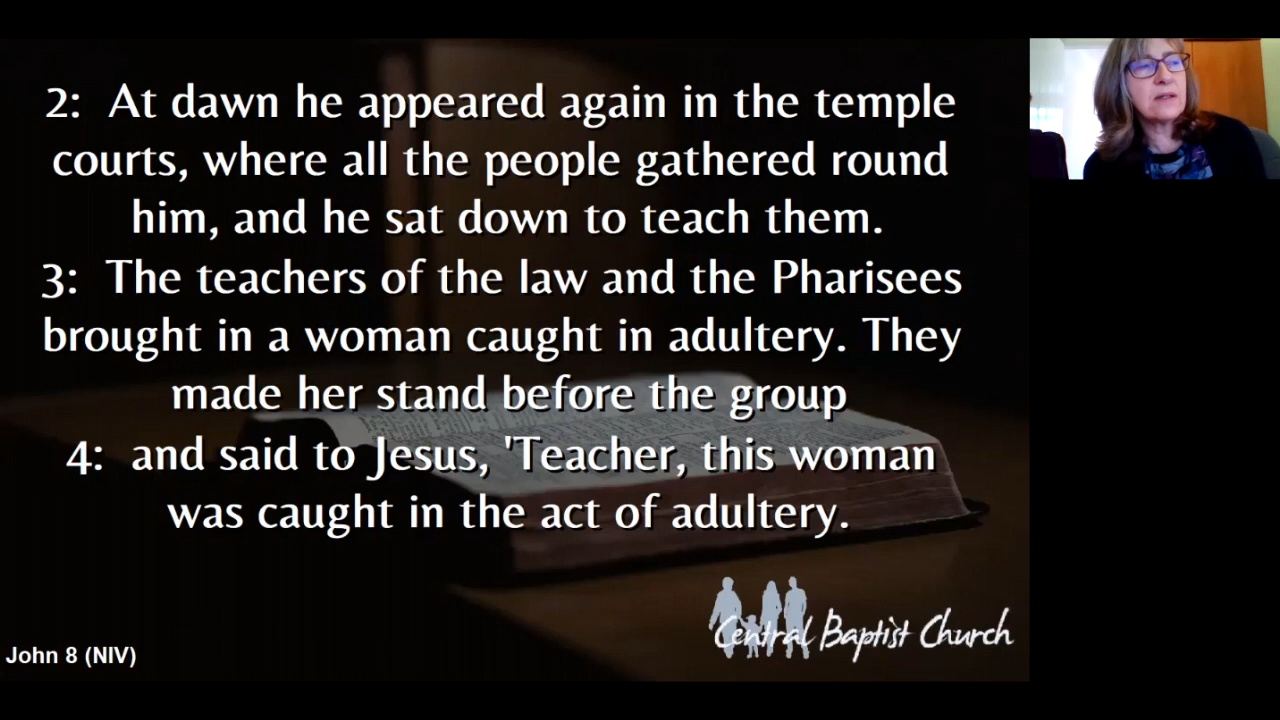 2: At dawn he appeared again in the temple
courts, where all the people gathered round
him, and he sat down to teach them.
3: The teachers of the law and the Pharisees
brought in a woman caught in adultery. They
made her stand before the group
4: and said to Jesus, 'Teacher, this woman
was caught in the act of adultery.
Central Baptist Church
John 8 (NIV)